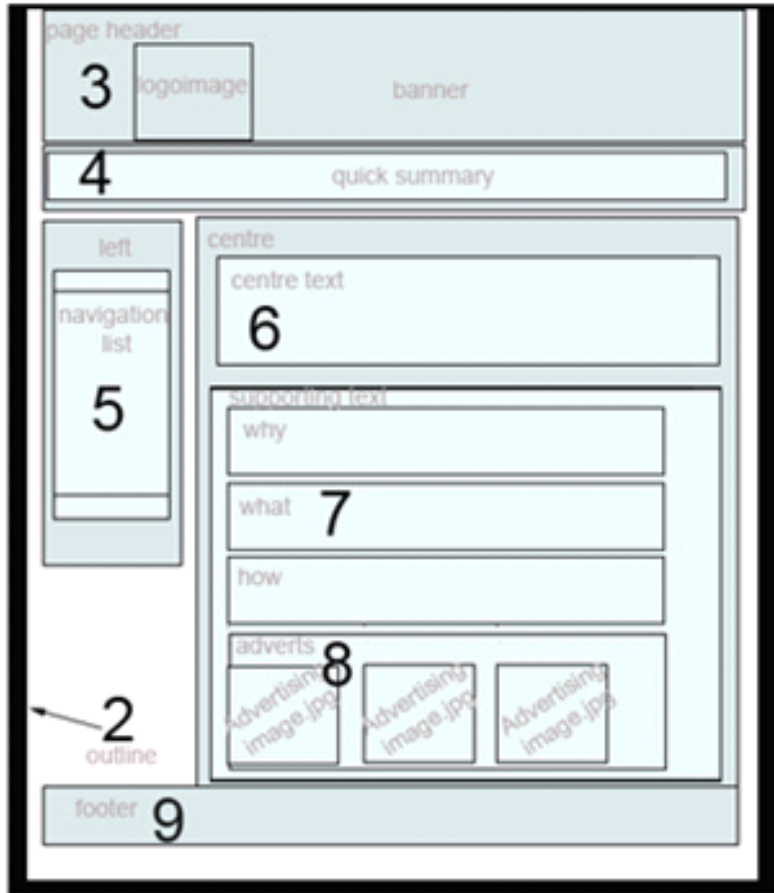 page header
3
logoimage
banner
4
quick summary
left
navigation
list
5
centre
centre text
6
supporting text
why
what
7
how
adverts
8
Advertising
image.jpg
Advertising
image.jpg
Advertising
image.jpg
2
outline
footer
9